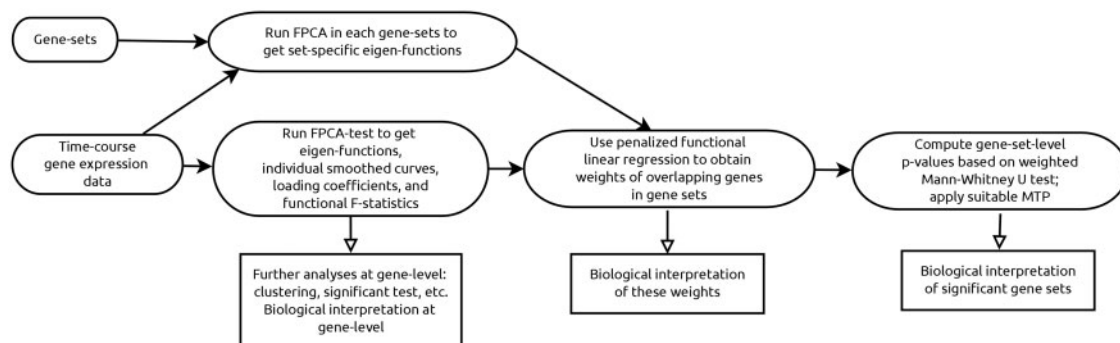 Gene-sets
Run FPCA in each gene-sets to
get set-specific eigen-functions
Time-course
gene expression
data
Run FPCA-test to get
eigen-functions,
individual smoothed curves,
loading coefficients, and
functional F-statistics
Use penalized functional
linear regression to obtain
weights of overlapping genes
in gene sets
Compute gene-set-level
p-values based on weighted
Mann-Whitney U test;
apply suitable MTP
Further analyses at gene-level:
clustering, significant test, etc.
Biological interpretation at
gene-level
Biological interpretation
of these weights
Biological interpretation
of significant gene sets